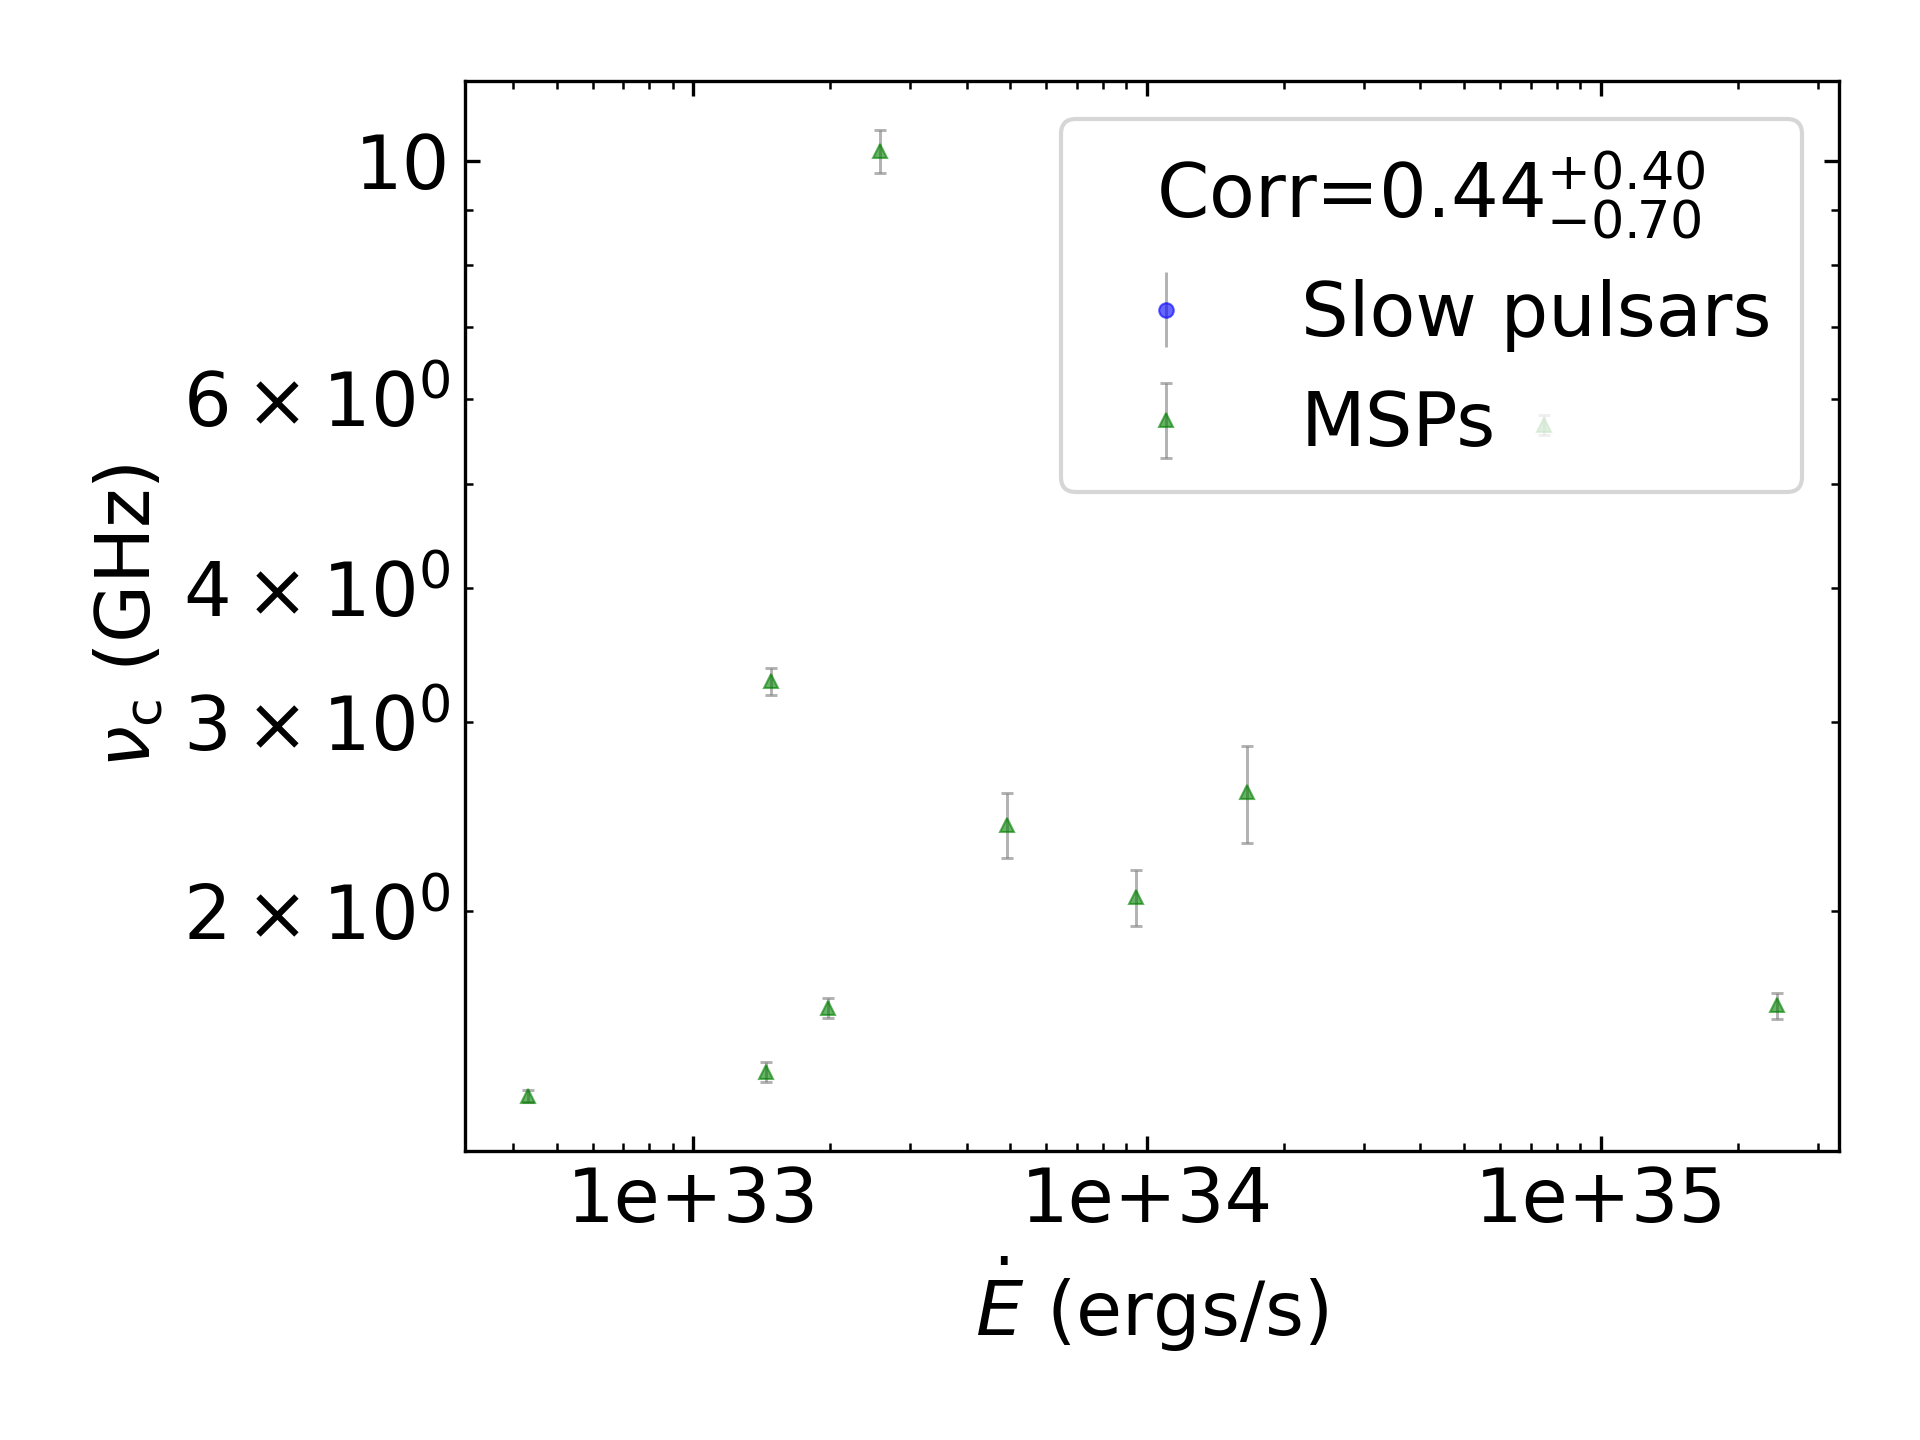 10
6 × 10⁰
4 × 10⁰
3 × 10⁰
2 × 10⁰
ν_c (GHz)
Corr=0.44^{+0.40}_{−0.70}
Slow pulsars
MSPs
1e+33 1e+34 1e+35
Ė (ergs/s)